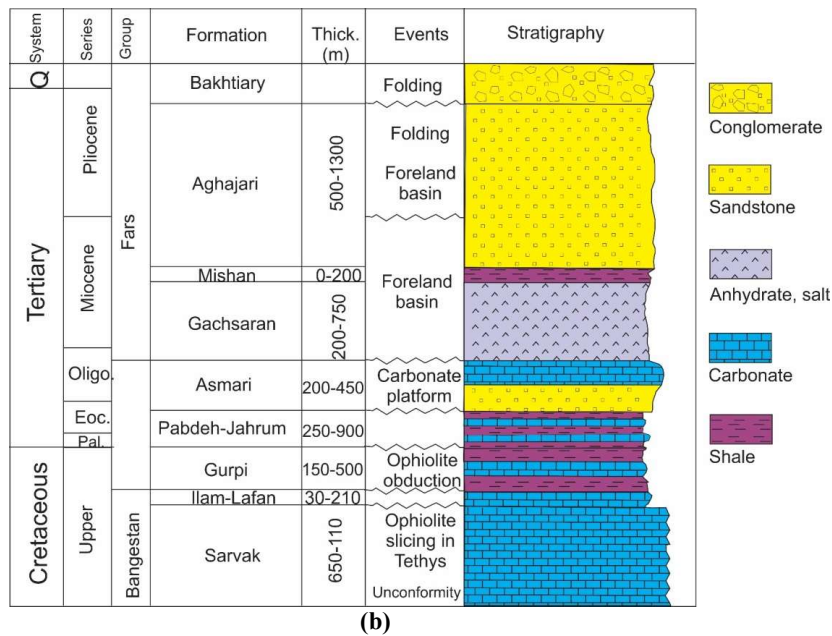 System
Series
Group
Formation
Thick.
(m)
Events
Stratigraphy
Q
Tertiary
Cretaceous
Pliocene
Miocene
Oligo.
Eoc.
Pal.
Upper
Fars
Bangestan
Bakhtiary
Folding
Aghajari
500-1300
Folding
Foreland
basin
Mishan
0-200
Foreland
basin
Gachsaran
200-750
Asmari
200-450
Carbonate
platform
Pabdeh-Jahrum
250-900
Gurpi
150-500
Ophiolite
obduction
Ilam-Lafan
30-210
Sarvak
650-110
Ophiolite
slicing in
Tethys
Unconformity
Conglomerate
Sandstone
Anhydrate, salt
Carbonate
Shale
(b)